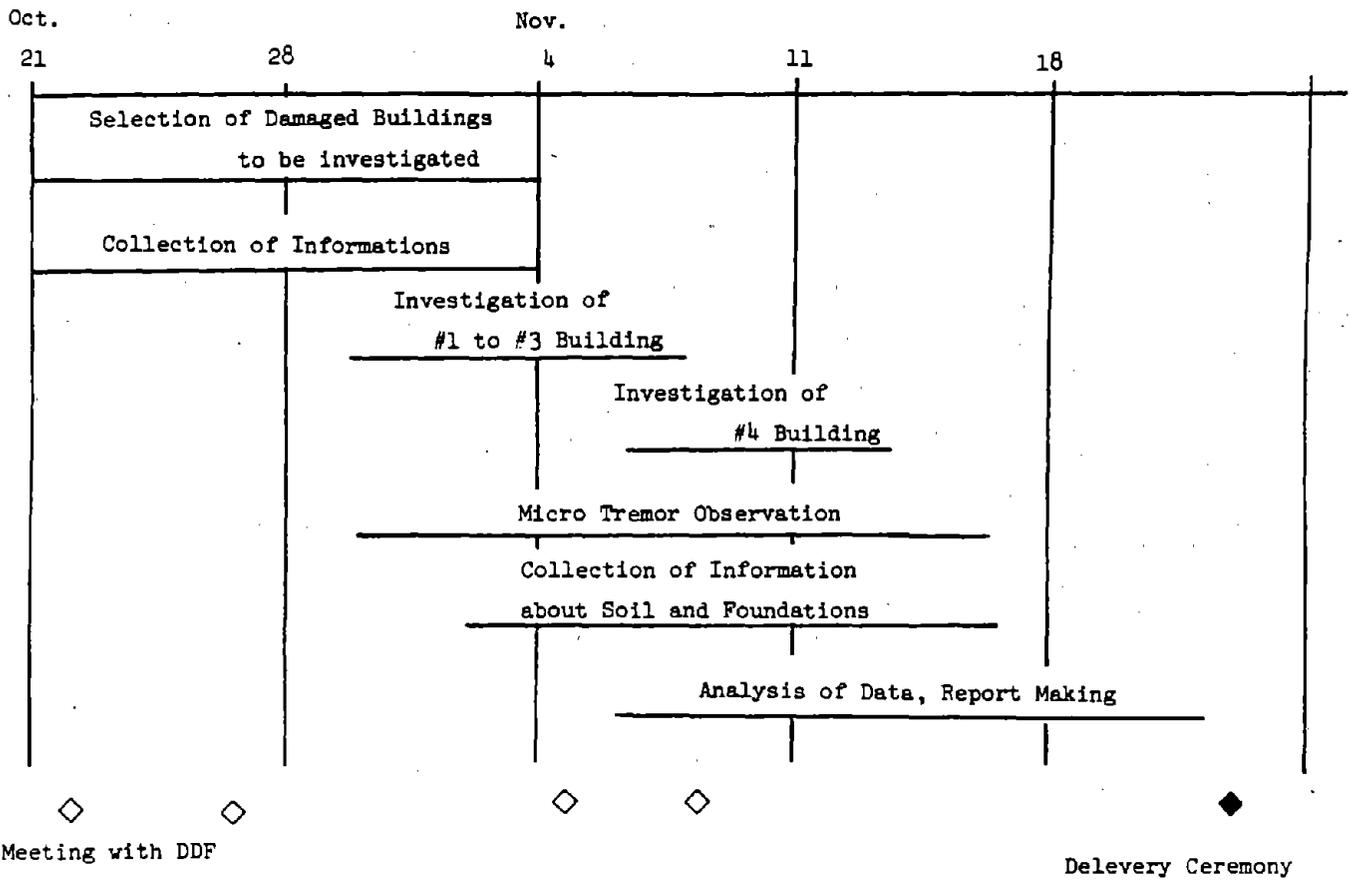 Oct. Nov.
21 28 4 11 18
Selection of Damaged Buildings
to be investigated
Collection of Informations
Investigation of
#1 to #3 Building
Investigation of
#4 Building
Micro Tremor Observation
Collection of Information
about Soil and Foundations
Analysis of Data, Report Making
Meeting with DDF
Delevery Ceremony